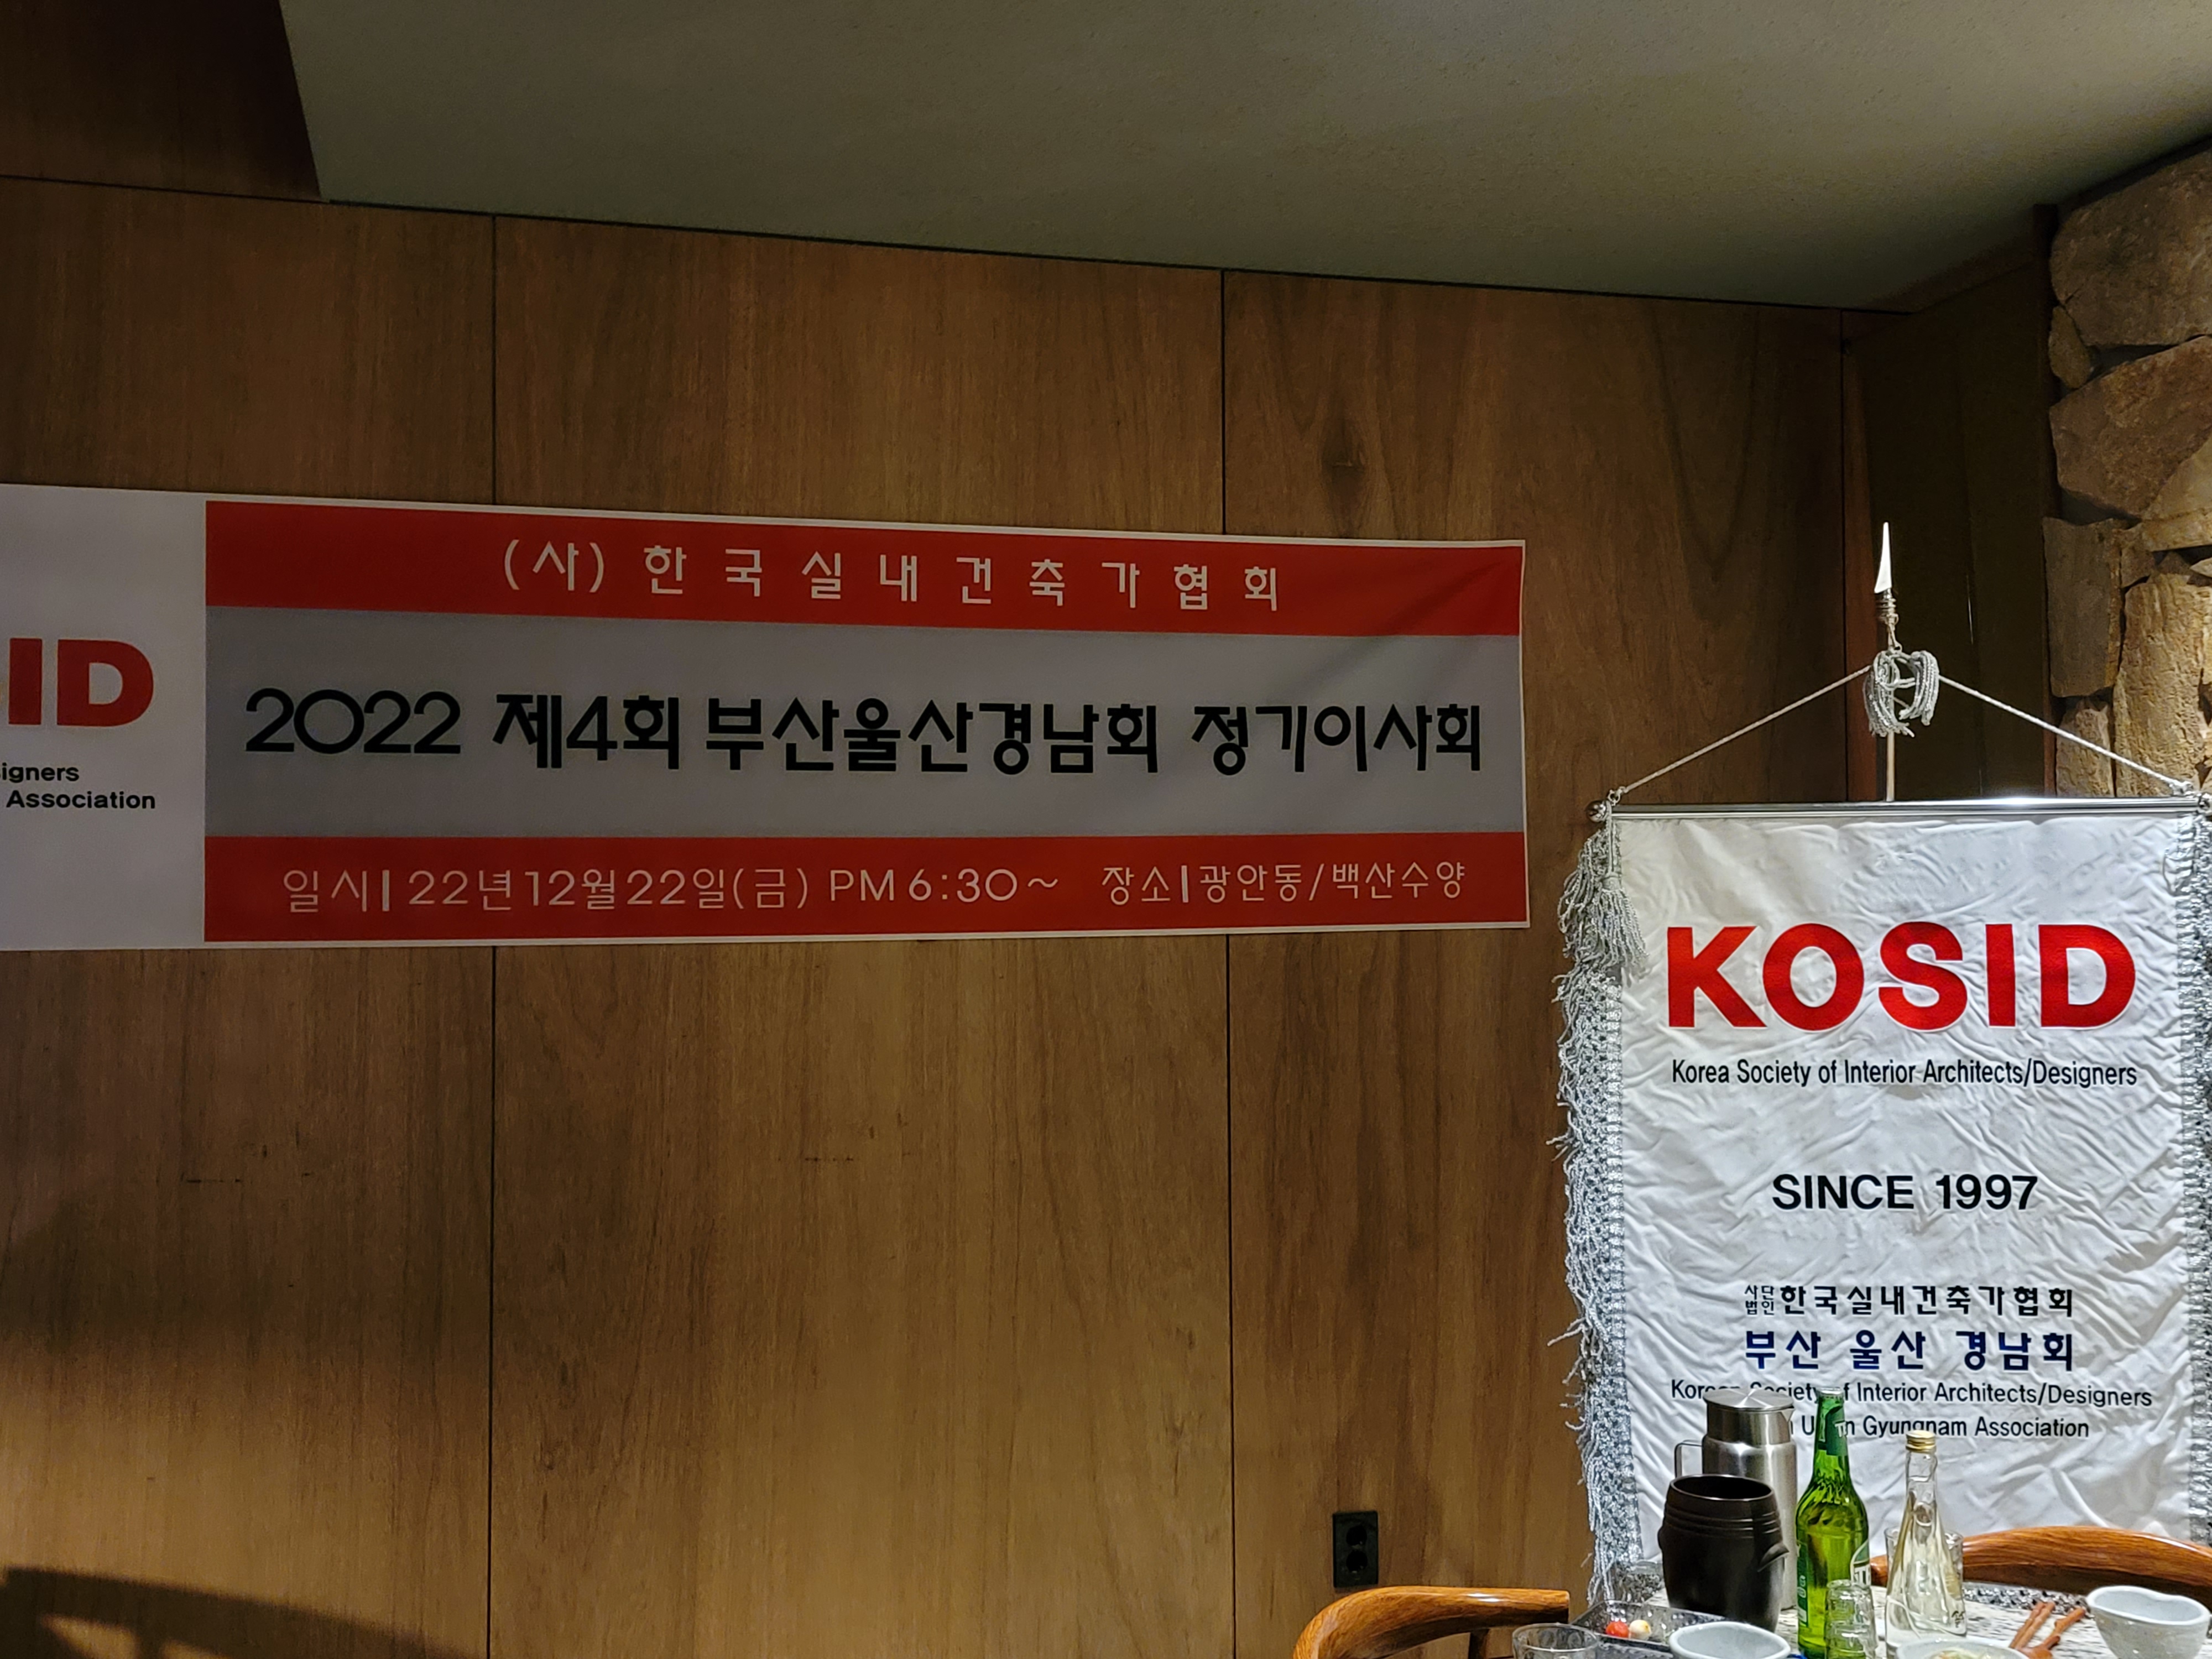 (사) 한국실내건축가협회
2022 제4회 부산울산경남회 정기이사회
일시| 22년12월22일(금) PM 6:30~ 장소|광안동/백산수양
ID
igners
Association
KOSID
Korea Society of Interior Architects/Designers
SINCE 1997
사단법인 한국실내건축가협회
부산 울산 경남회
Society of Interior Architects/Designers
Gyungnam Association